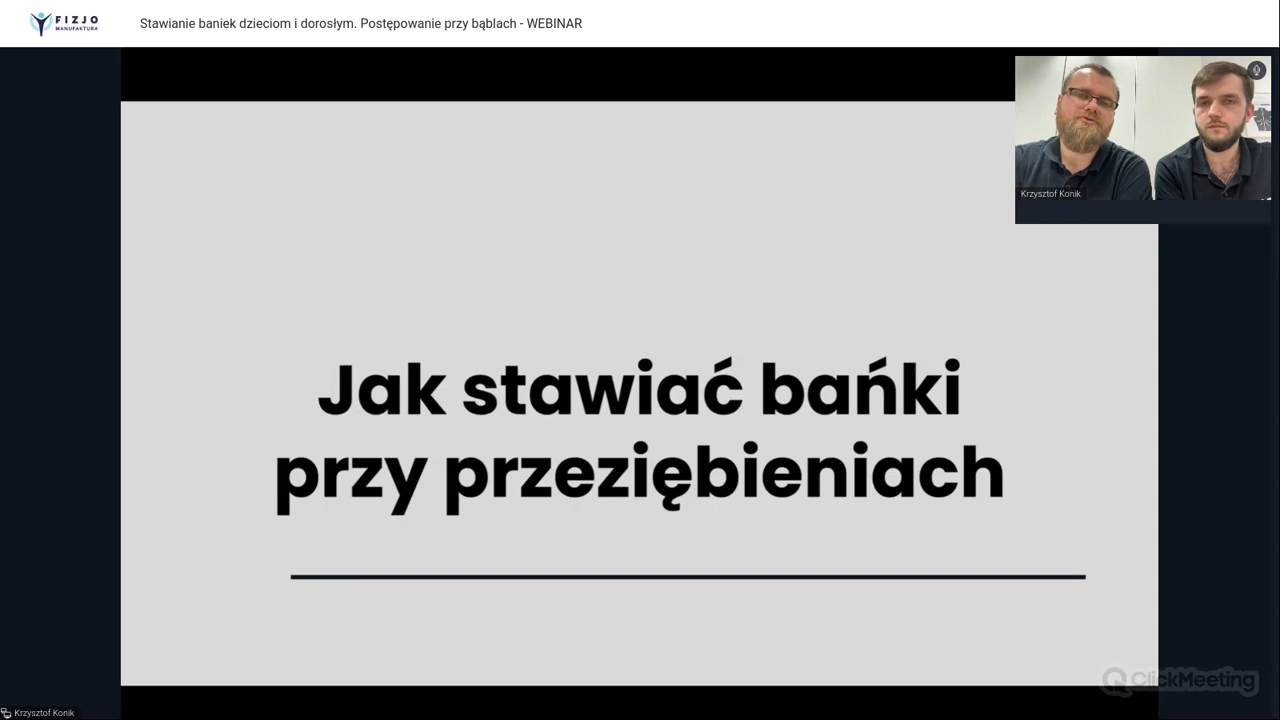 FIZJO
MANUFAKTURA
Stawianie baniek dzieciom i dorosłym. Postępowanie przy bąblach - WEBINAR
Krzysztof Konik
Jak stawiać bańki
przy przeziębieniach
ClickMeeting
Krzysztof Konik